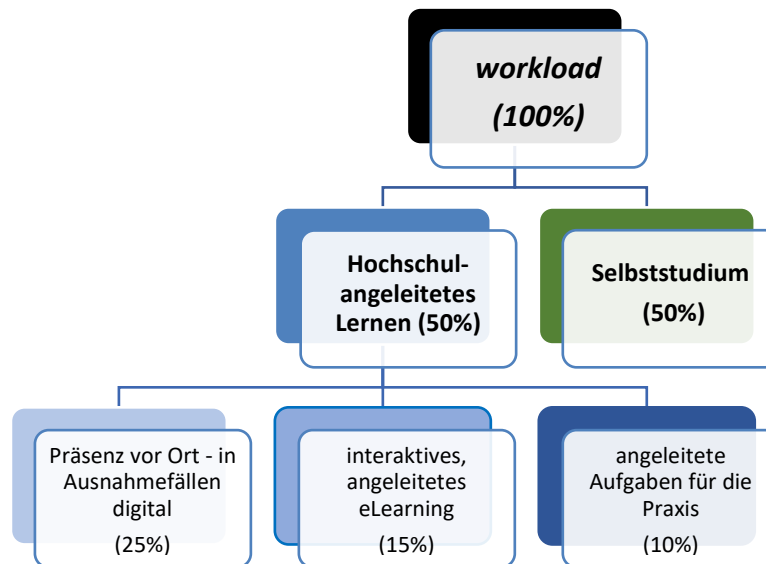 workload
(100%)
Hochschul-
angeleitetes
Lernen (50%)
Selbststudium
(50%)
Präsenz vor Ort - in
Ausnahmefällen
digital
(25%)
interaktives,
angeleitetes
eLearning
(15%)
angeleitete
Aufgaben für die
Praxis
(10%)